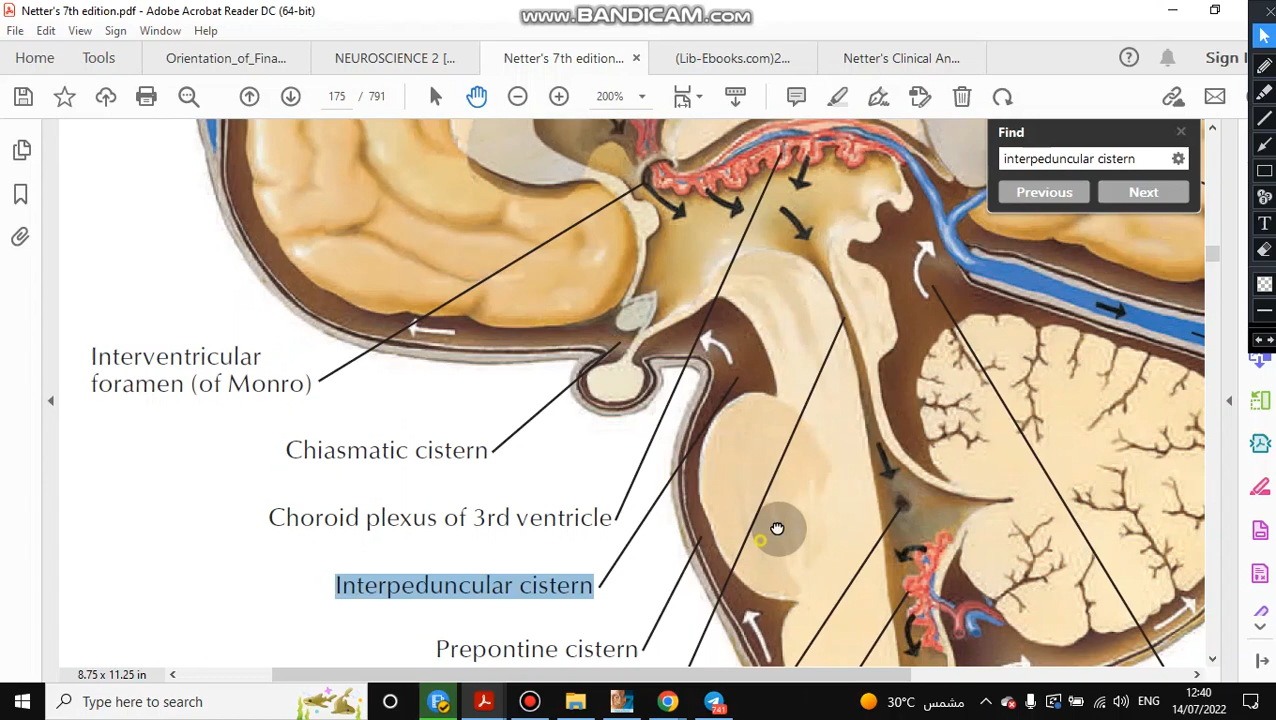 Netter's 7th edition.pdf - Adobe Acrobat Reader DC (64-bit)
www.BANDICAM.com
File Edit View Sign Window Help
Home Tools Orientation_of_Fina... NEUROSCIENCE 2 [... Netter's 7th edition... × (Lib-Ebooks.com)2... Netter's Clinical An... Sign I
175 / 791 200%
Find
interpeduncular cistern
Previous Next
Interventricular
foramen (of Monro)
Chiasmatic cistern
Choroid plexus of 3rd ventricle
Interpeduncular cistern
Prepontine cistern
8.75 x 11.25 in
Type here to search
741
30°C مشمس
ENG
12:40
14/07/2022